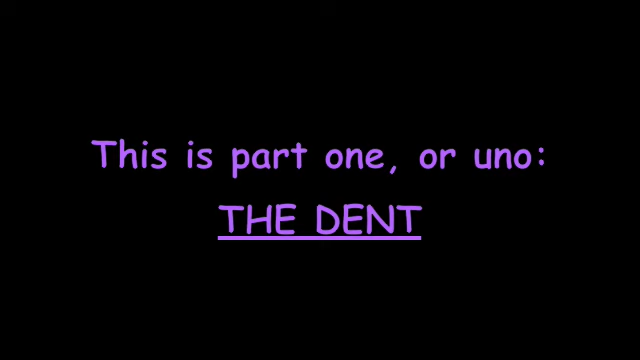 This is part one, or uno:
THE DENT